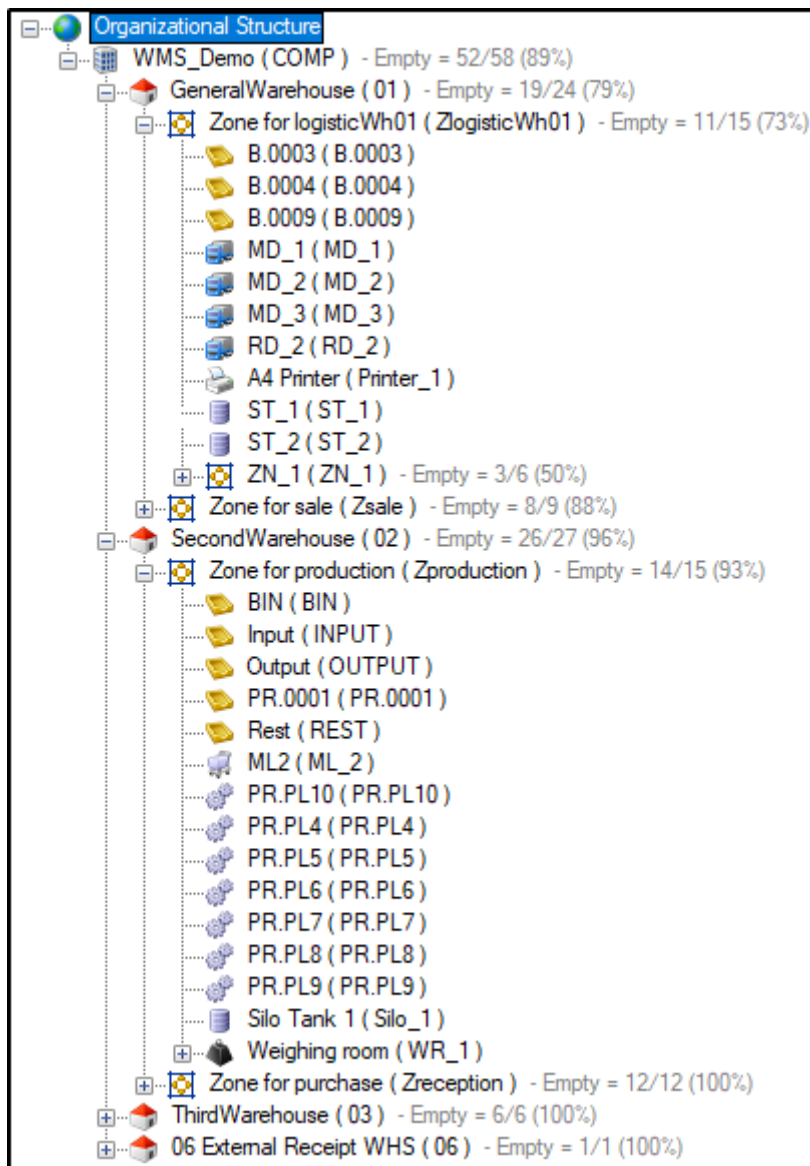 Organizational Structure
WMS_Demo ( COMP ) - Empty = 52/58 (89%)
GeneralWarehouse ( 01 ) - Empty = 19/24 (79%)
Zone for logisticWh01 ( ZlogisticWh01 ) - Empty = 11/15 (73%)
B.0003 ( B.0003 )
B.0004 ( B.0004 )
B.0009 ( B.0009 )
MD_1 ( MD_1 )
MD_2 ( MD_2 )
MD_3 ( MD_3 )
RD_2 ( RD_2 )
A4 Printer ( Printer_1 )
ST_1 ( ST_1 )
ST_2 ( ST_2 )
ZN_1 ( ZN_1 ) - Empty = 3/6 (50%)
Zone for sale ( Zsale ) - Empty = 8/9 (88%)
SecondWarehouse ( 02 ) - Empty = 26/27 (96%)
Zone for production ( Zproduction ) - Empty = 14/15 (93%)
BIN ( BIN )
Input ( INPUT )
Output ( OUTPUT )
PR.0001 ( PR.0001 )
Rest ( REST )
ML2 ( ML_2 )
PR.PL10 ( PR.PL10 )
PR.PL4 ( PR.PL4 )
PR.PL5 ( PR.PL5 )
PR.PL6 ( PR.PL6 )
PR.PL7 ( PR.PL7 )
PR.PL8 ( PR.PL8 )
PR.PL9 ( PR.PL9 )
Silo Tank 1 ( Silo_1 )
Weighing room ( WR_1 )
Zone for purchase ( Zreception ) - Empty = 12/12 (100%)
ThirdWarehouse ( 03 ) - Empty = 6/6 (100%)
06 External Receipt WHS ( 06 ) - Empty = 1/1 (100%)